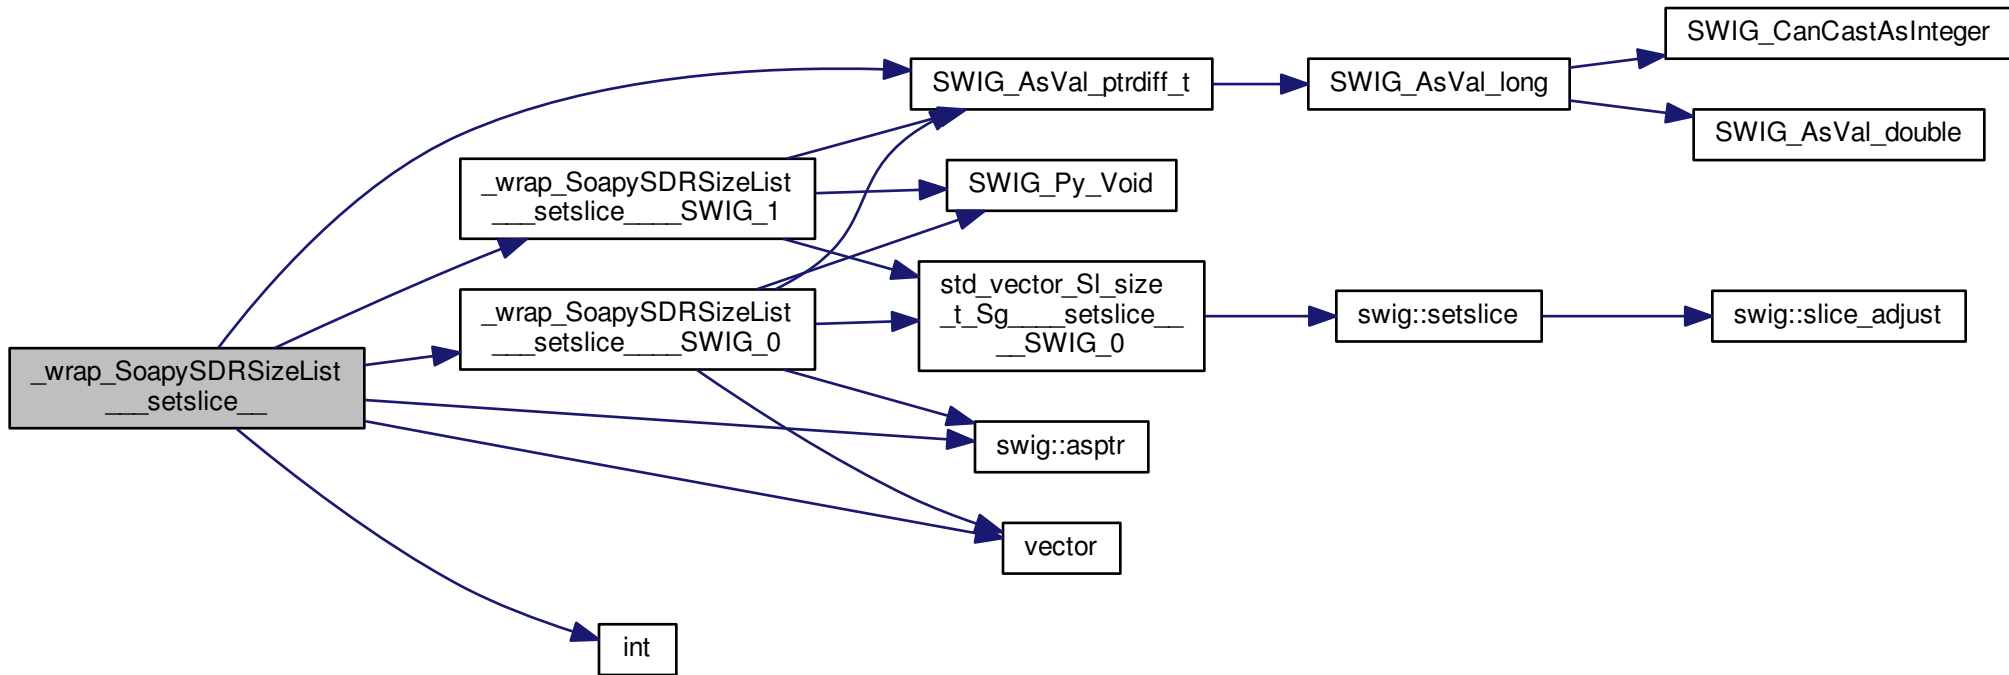 _wrap_SoapySDRSizeList
___setslice__
_wrap_SoapySDRSizeList
___setslice____SWIG_1
_wrap_SoapySDRSizeList
___setslice____SWIG_0
int
SWIG_AsVal_ptrdiff_t
SWIG_Py_Void
std_vector_Sl_size
_t_Sg____setslice__
__SWIG_0
swig::asptr
vector
SWIG_AsVal_long
swig::setslice
SWIG_CanCastAsInteger
SWIG_AsVal_double
swig::slice_adjust